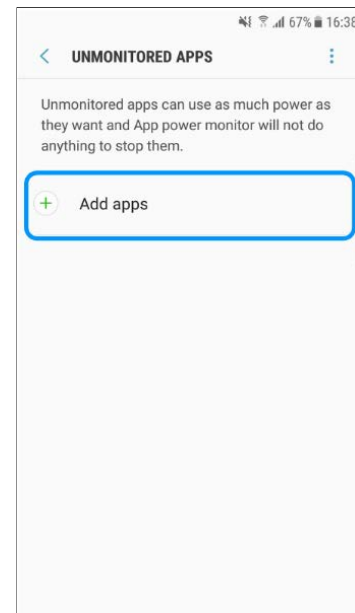 67% 16:38
UNMONITORED APPS
Unmonitored apps can use as much power as
they want and App power monitor will not do
anything to stop them.
Add apps